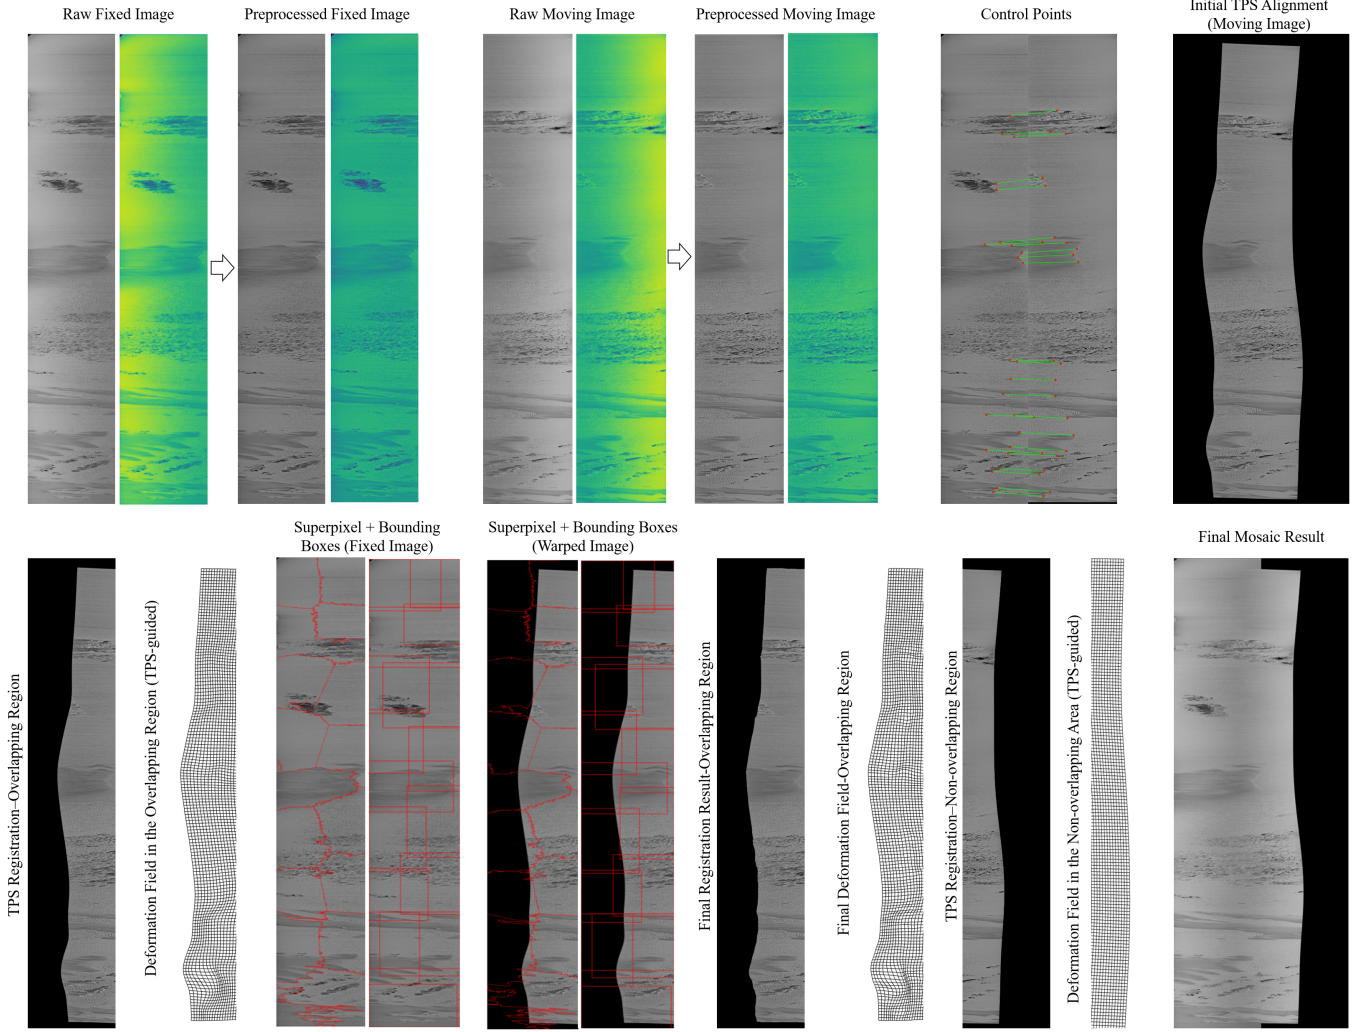 Raw Fixed Image
Preprocessed Fixed Image
Raw Moving Image
Preprocessed Moving Image
Control Points
Initial TPS Alignment
(Moving Image)
TPS Registration–Overlapping Region
Deformation Field in the Overlapping Region (TPS-guided)
Superpixel + Bounding
Boxes (Fixed Image)
Superpixel + Bounding Boxes
(Warped Image)
Final Registration Result-Overlapping Region
Final Deformation Field-Overlapping Region
TPS Registration–Non-overlapping Region
Deformation Field in the Non-overlapping Area (TPS-guided)
Final Mosaic Result